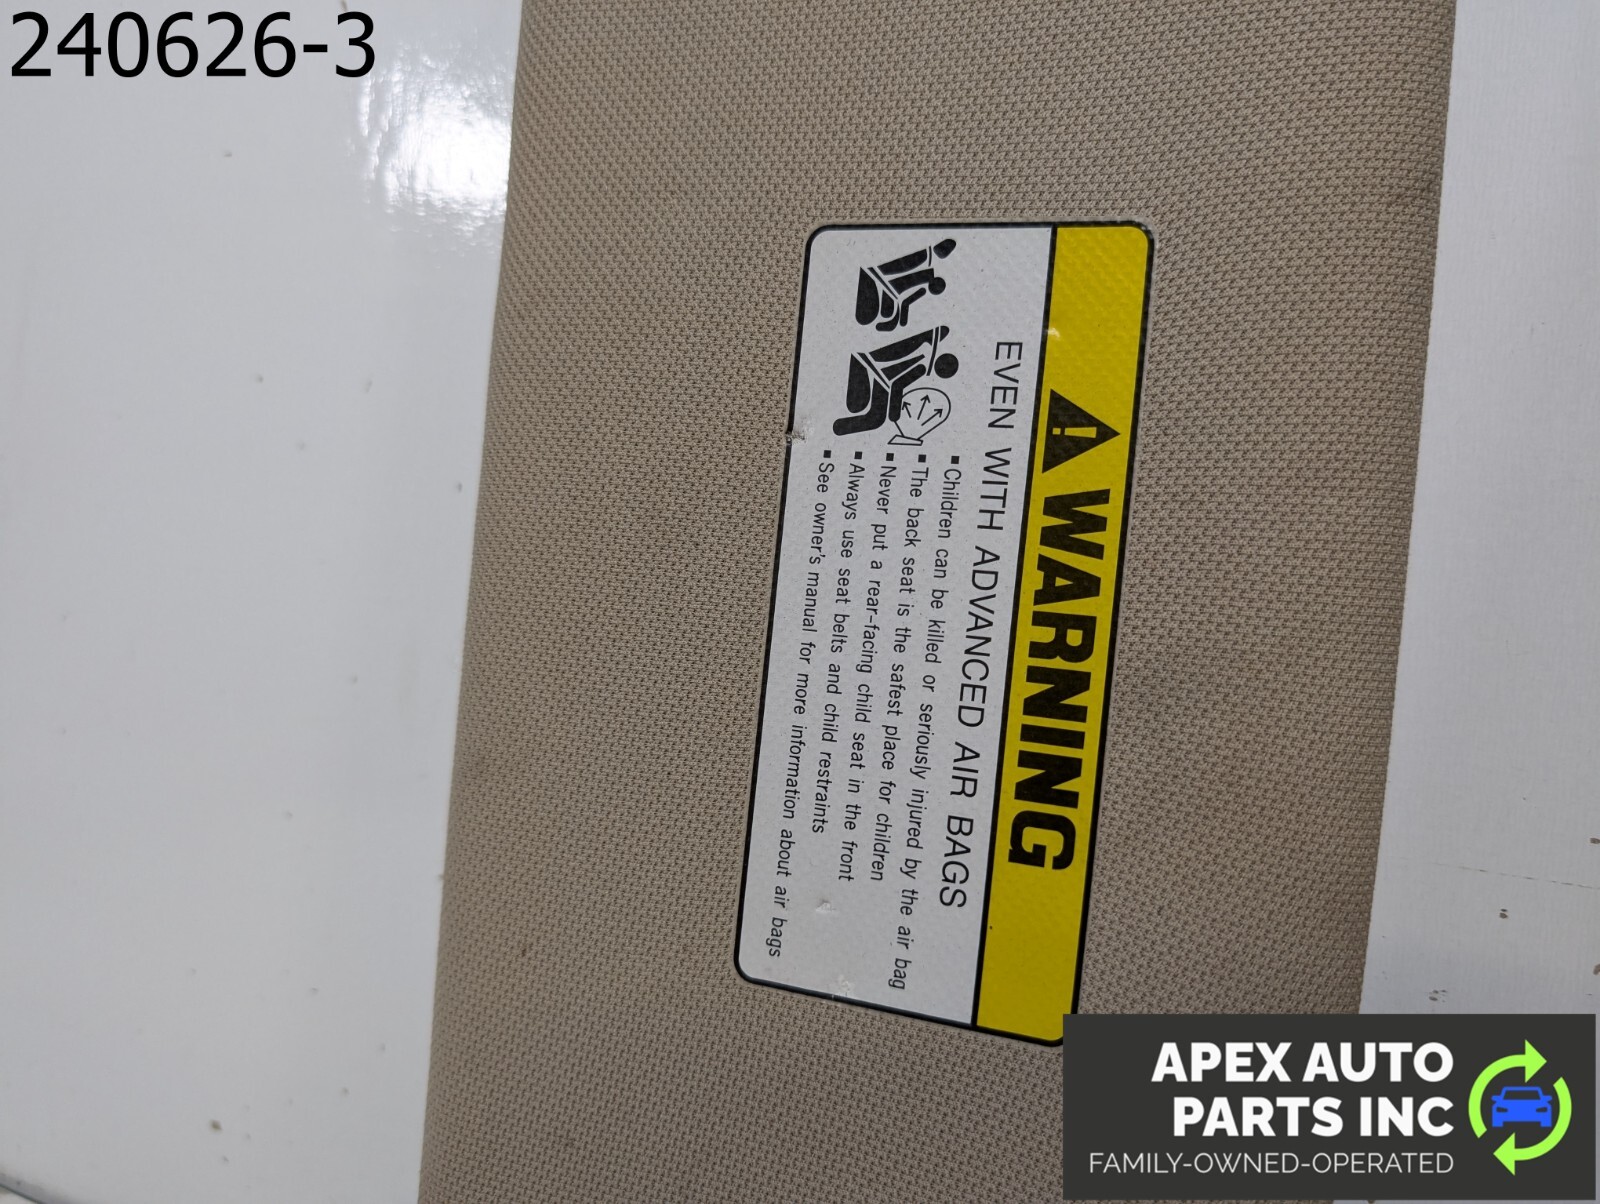 240626-3
⚠ WARNING
EVEN WITH ADVANCED AIR BAGS
▪Children can be killed or seriously injured by the air bag
▪The back seat is the safest place for children
▪Never put a rear-facing child seat in the front
▪Always use seat belts and child restraints
▪See owner's manual for more information about air bags
APEX AUTO
PARTS INC
FAMILY-OWNED-OPERATED